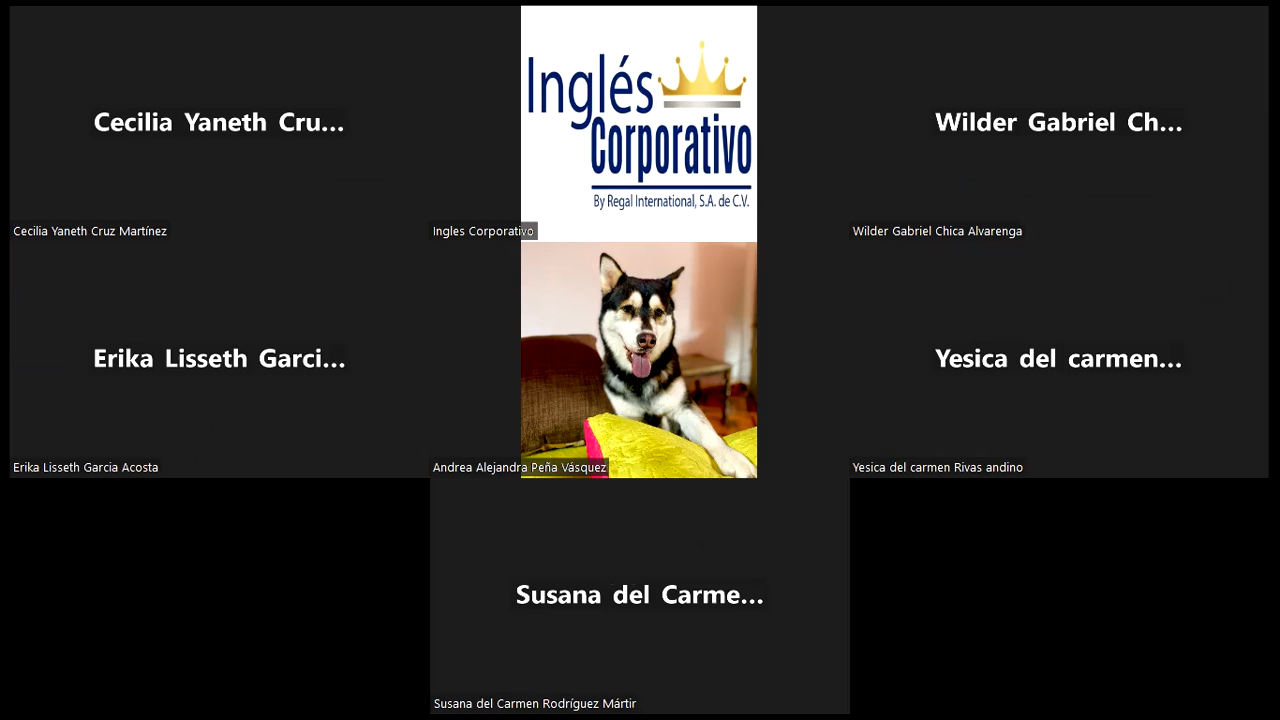 Cecilia Yaneth Cru...
Cecilia Yaneth Cruz Martínez
Inglés
Corporativo
By Regal International, S.A. de C.V.
Ingles Corporativo
Wilder Gabriel Ch...
Wilder Gabriel Chica Alvarenga
Erika Lisseth Garci...
Erika Lisseth Garcia Acosta
Andrea Alejandra Peña Vásquez
Yesica del carmen...
Yesica del carmen Rivas andino
Susana del Carme...
Susana del Carmen Rodríguez Mártir